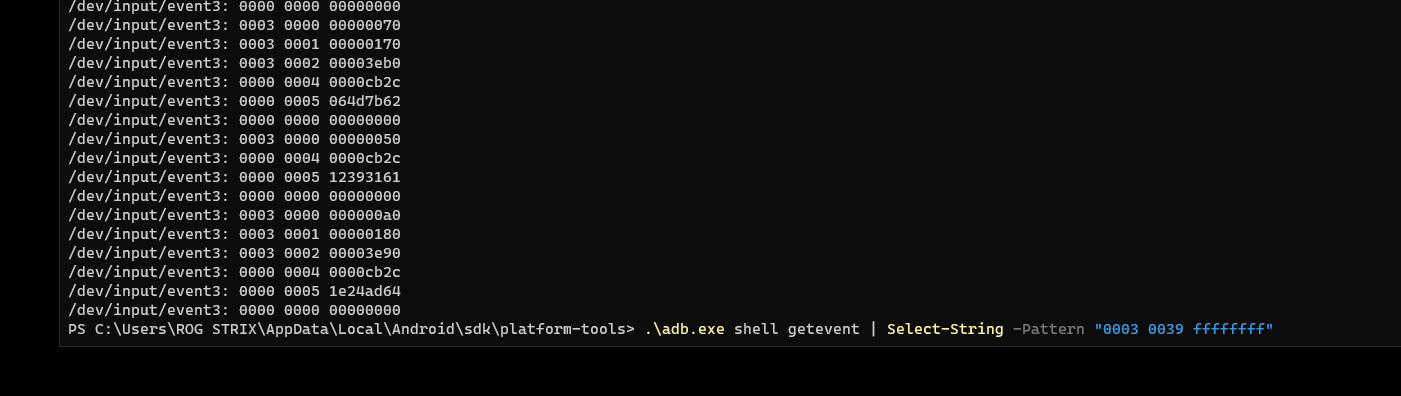 /dev/input/event3: 0000 0000 00000000
/dev/input/event3: 0003 0000 00000070
/dev/input/event3: 0003 0001 00000170
/dev/input/event3: 0003 0002 00003eb0
/dev/input/event3: 0000 0004 0000cb2c
/dev/input/event3: 0000 0005 064d7b62
/dev/input/event3: 0000 0000 00000000
/dev/input/event3: 0003 0000 00000050
/dev/input/event3: 0000 0004 0000cb2c
/dev/input/event3: 0000 0005 12393161
/dev/input/event3: 0000 0000 00000000
/dev/input/event3: 0003 0000 000000a0
/dev/input/event3: 0003 0001 00000180
/dev/input/event3: 0003 0002 00003e90
/dev/input/event3: 0000 0004 0000cb2c
/dev/input/event3: 0000 0005 1e24ad64
/dev/input/event3: 0000 0000 00000000
PS C:\Users\ROG STRIX\AppData\Local\Android\sdk\platform-tools> .\adb.exe shell getevent | Select-String -Pattern "0003 0039 ffffffff"